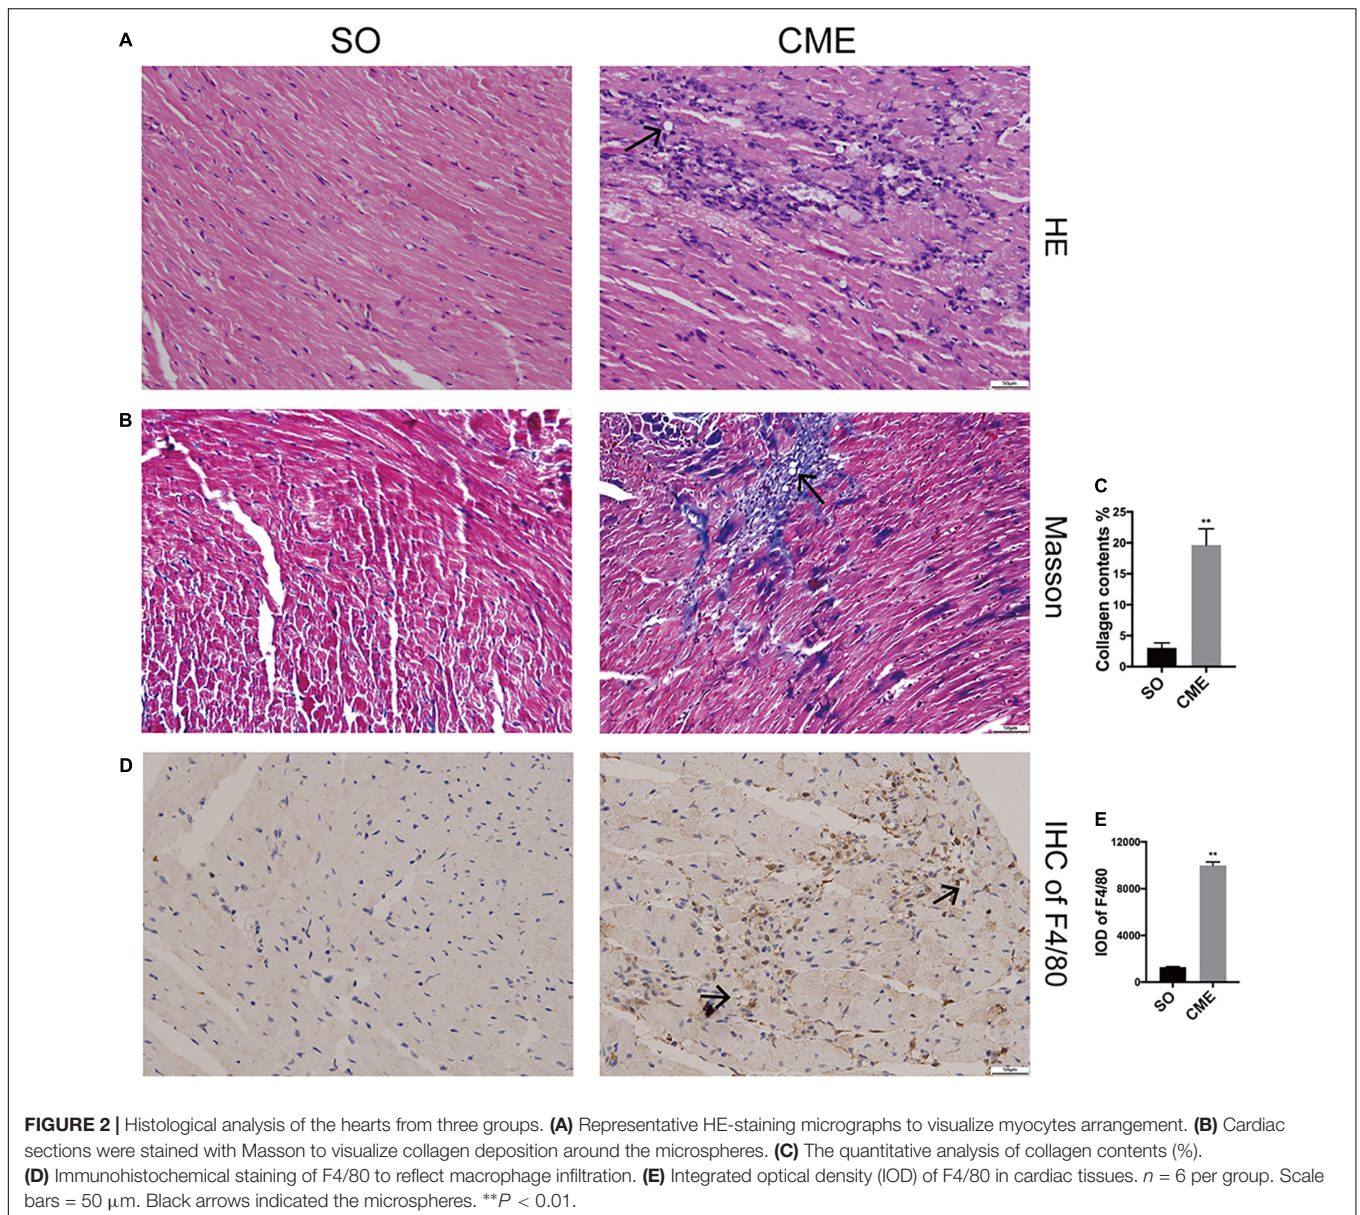 A
SO
CME
HE
50μm
B
Masson
50μm
C
Collagen contents %
25
20
15
10
5
0
**
SO
CME
D
IHC of F4/80
50μm
E
IOD of F4/80
12000
8000
4000
0
**
SO
CME
FIGURE 2 | Histological analysis of the hearts from three groups. (A) Representative HE-staining micrographs to visualize myocytes arrangement. (B) Cardiac
sections were stained with Masson to visualize collagen deposition around the microspheres. (C) The quantitative analysis of collagen contents (%).
(D) Immunohistochemical staining of F4/80 to reflect macrophage infiltration. (E) Integrated optical density (IOD) of F4/80 in cardiac tissues. n = 6 per group. Scale
bars = 50 μm. Black arrows indicated the microspheres. **P < 0.01.